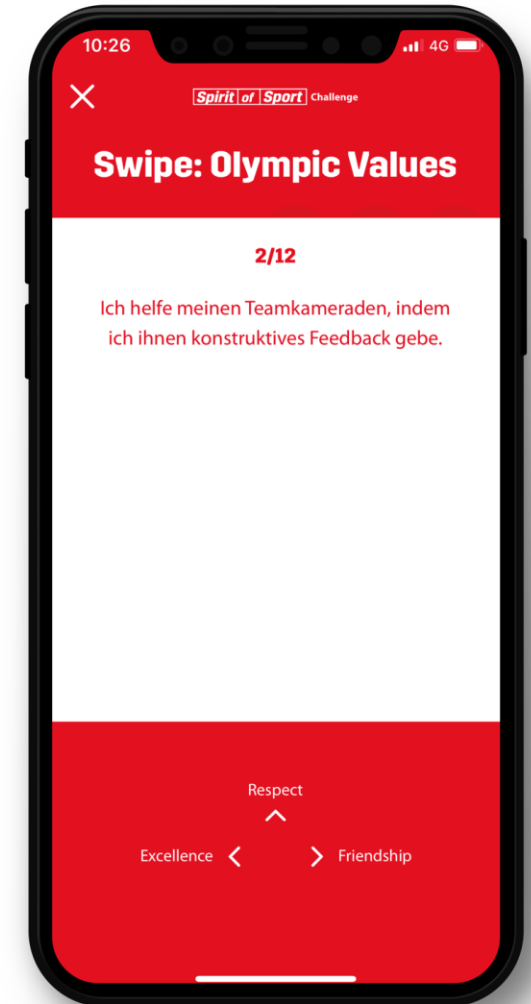 10:26
4G
Spirit of Sport Challenge
Swipe: Olympic Values
2/12
Ich helfe meinen Teamkameraden, indem
ich ihnen konstruktives Feedback gebe.
Respect
Excellence
Friendship